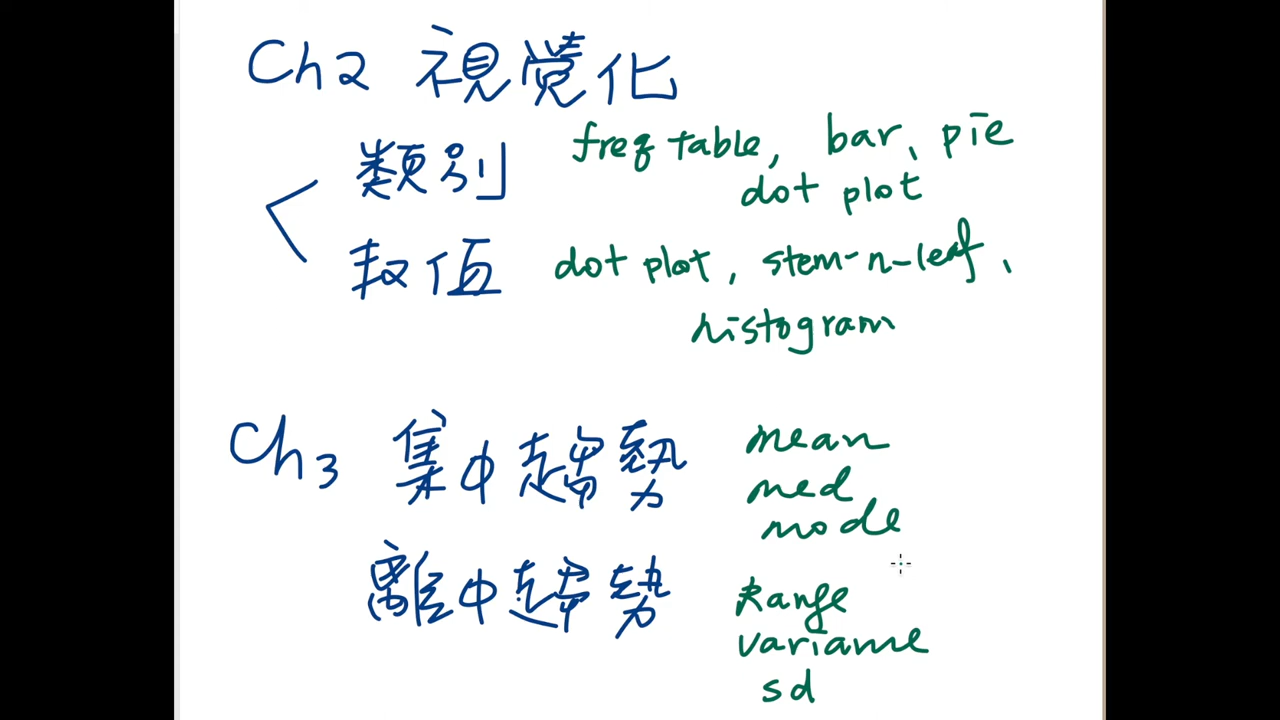 Ch2 視覺化
類別 freq table, bar、pie
dot plot
取值 dot plot, stem-n-leaf、
histogram
Ch3 集中趨勢 mean
med
mode
離中趨勢 Range
variance
sd